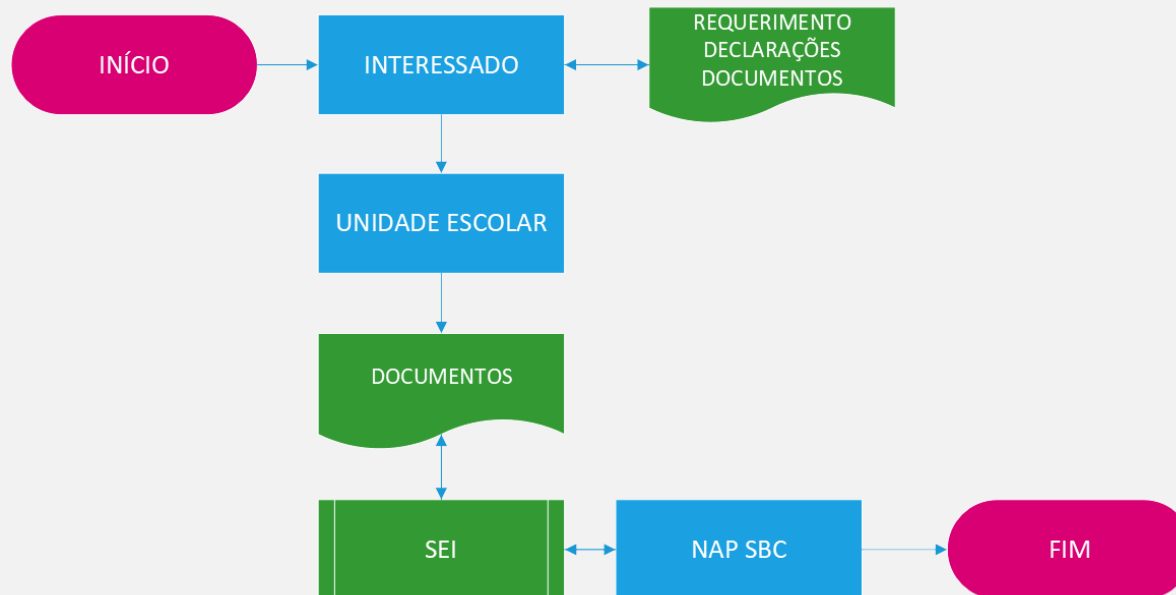 INÍCIO
INTERESSADO
REQUERIMENTO
DECLARAÇÕES
DOCUMENTOS
UNIDADE ESCOLAR
DOCUMENTOS
SEI
NAP SBC
FIM